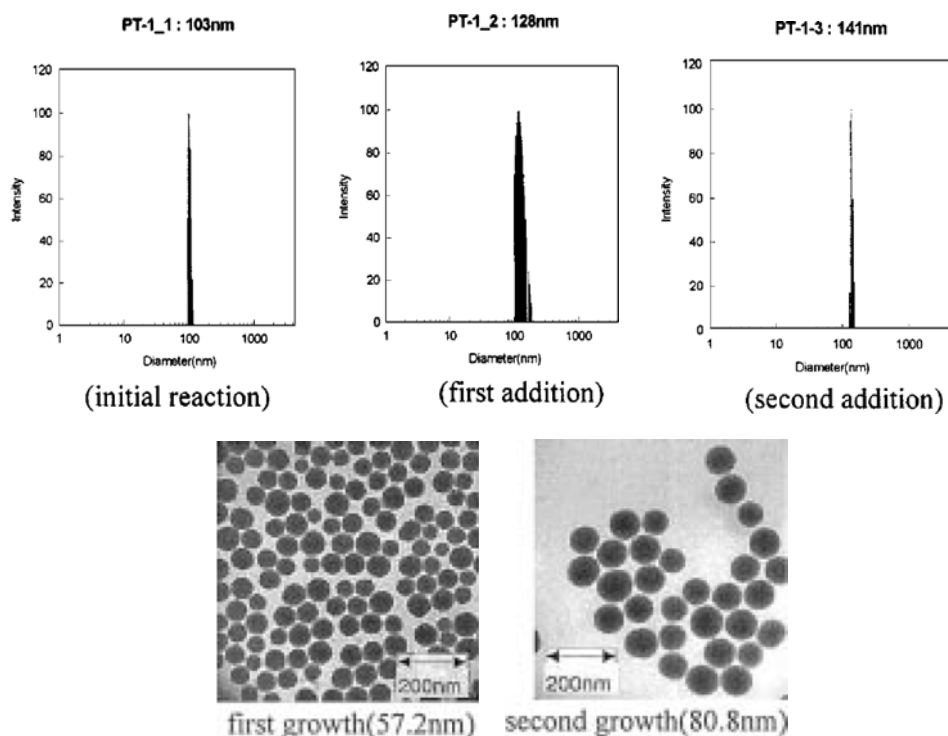 PT-1_1 : 103nm
120
100
80
60
40
20
0
Intensity
1
10
100
1000
Diameter(nm)
(initial reaction)
PT-1_2 : 128nm
120
100
80
60
40
20
0
Intensity
1
10
100
1000
Diameter(nm)
(first addition)
PT-1-3 : 141nm
120
100
80
60
40
20
0
Intensity
1
10
100
1000
Diameter(nm)
(second addition)
200nm
first growth(57.2nm)
200nm
second growth(80.8nm)